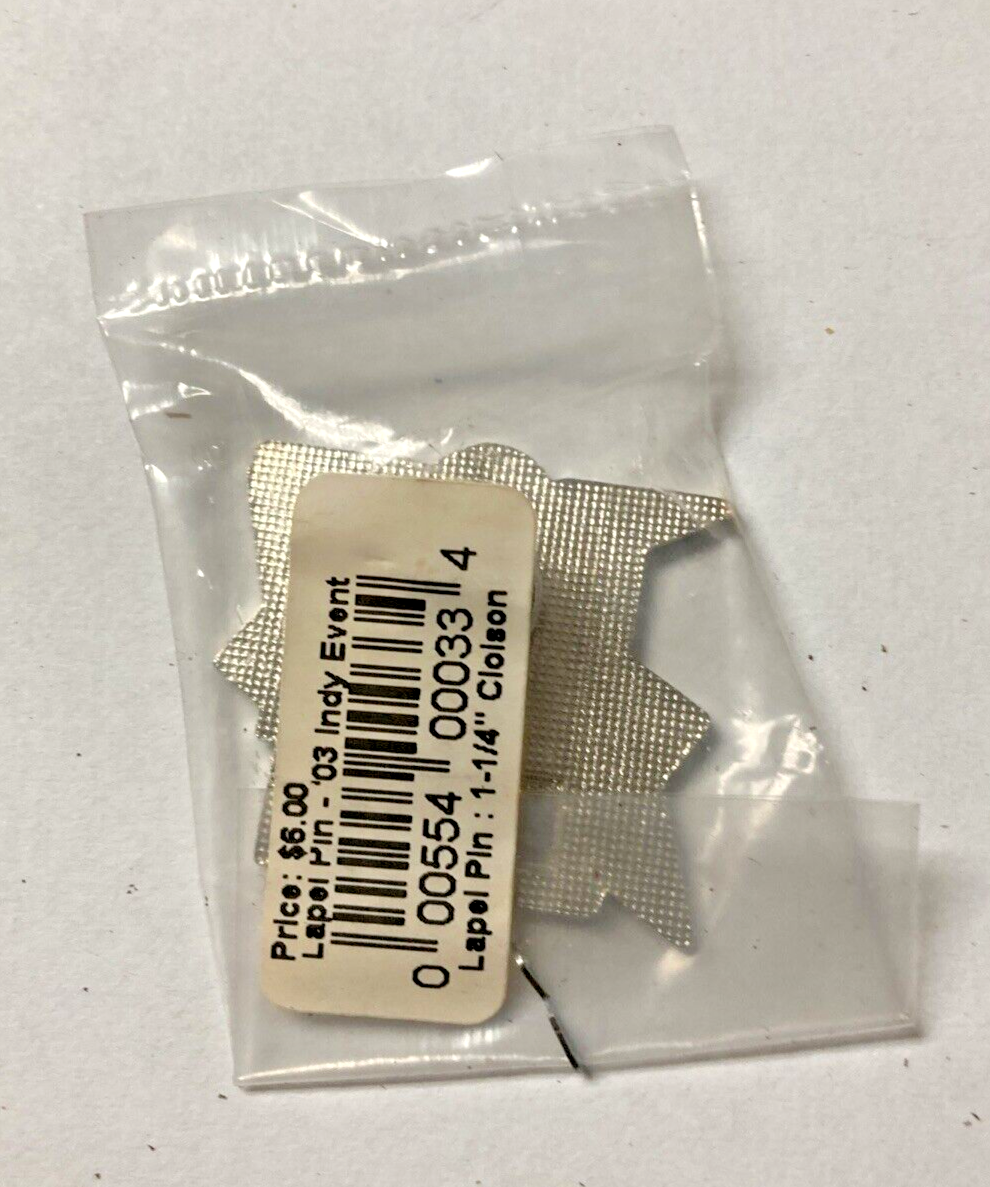 Price: $6.00
Lapel Pin - '03 Indy Event
0 00554 00033 4
Lapel Pin : 1-1/4" Cloison